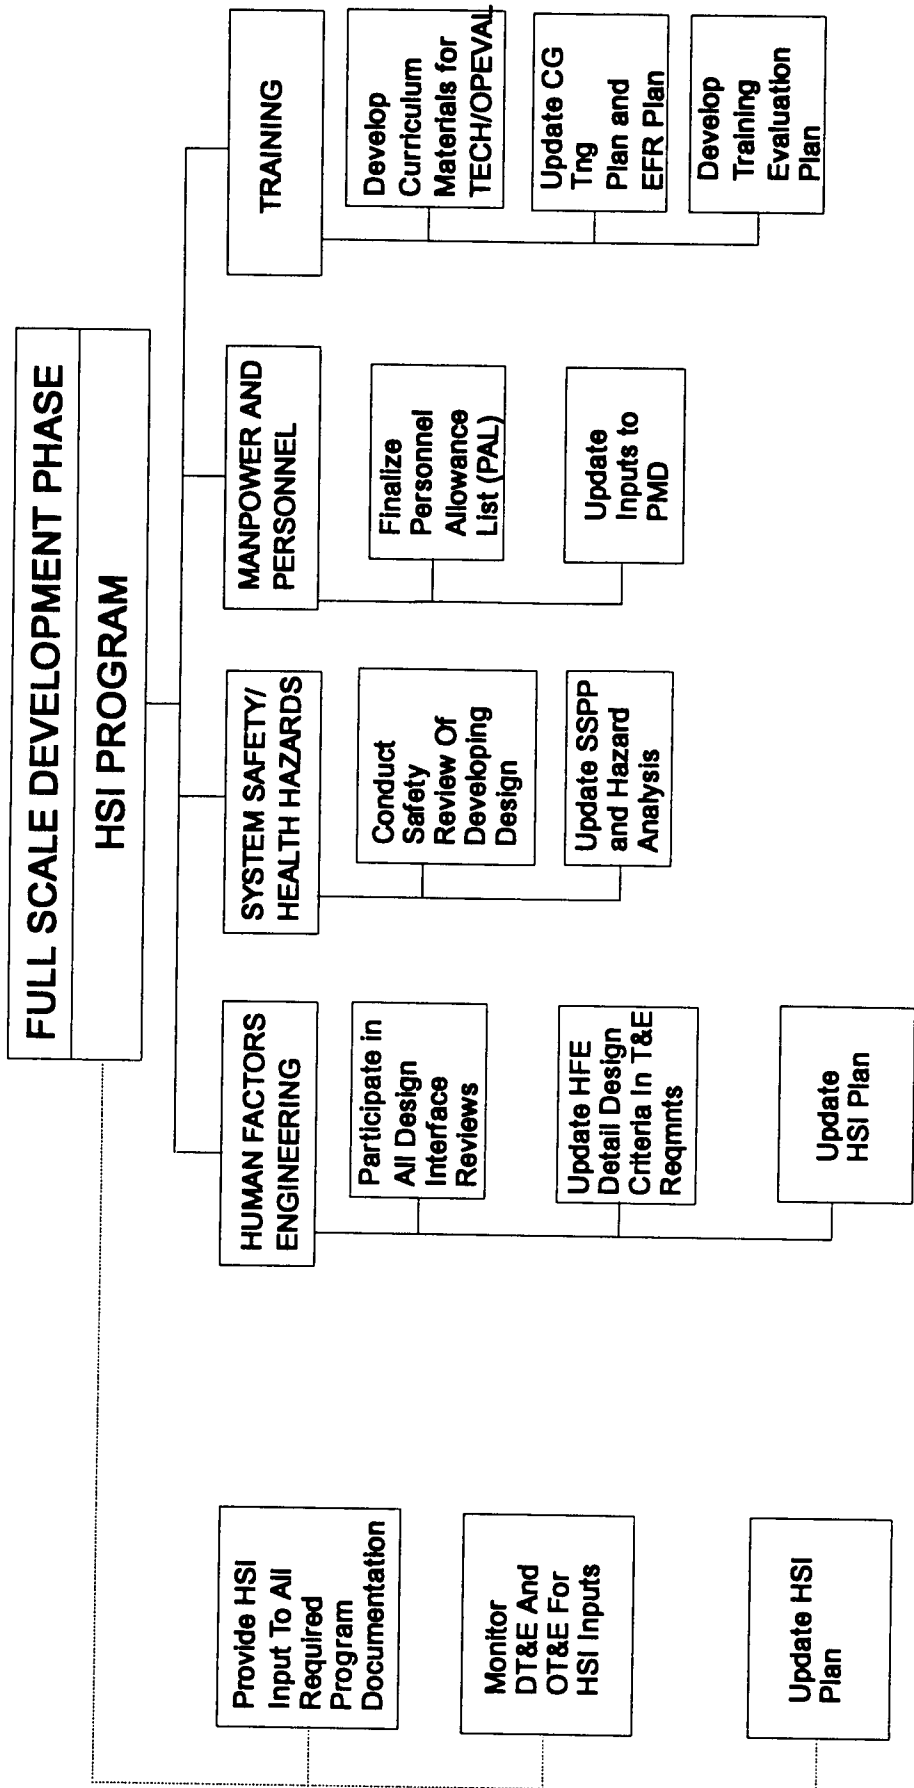 FULL SCALE DEVELOPMENT PHASE
HSI PROGRAM
Provide HSI
Input To All
Required
Program
Documentation
Monitor
DT&E And
OT&E For
HSI Inputs
Update HSI
Plan
HUMAN FACTORS
ENGINEERING
Participate in
All Design
Interface
Reviews
Update HFE
Detail Design
Criteria In T&E
Reqmnts
Update
HSI Plan
SYSTEM SAFETY/
HEALTH HAZARDS
Conduct
Safety
Review Of
Developing
Design
Update SSPP
and Hazard
Analysis
MANPOWER AND
PERSONNEL
Finalize
Personnel
Allowance
List (PAL)
Update
Inputs to
PMD
TRAINING
Develop
Curriculum
Materials for
TECH/OPEVAL
Update CG
Tng
Plan and
EFR Plan
Develop
Training
Evaluation
Plan